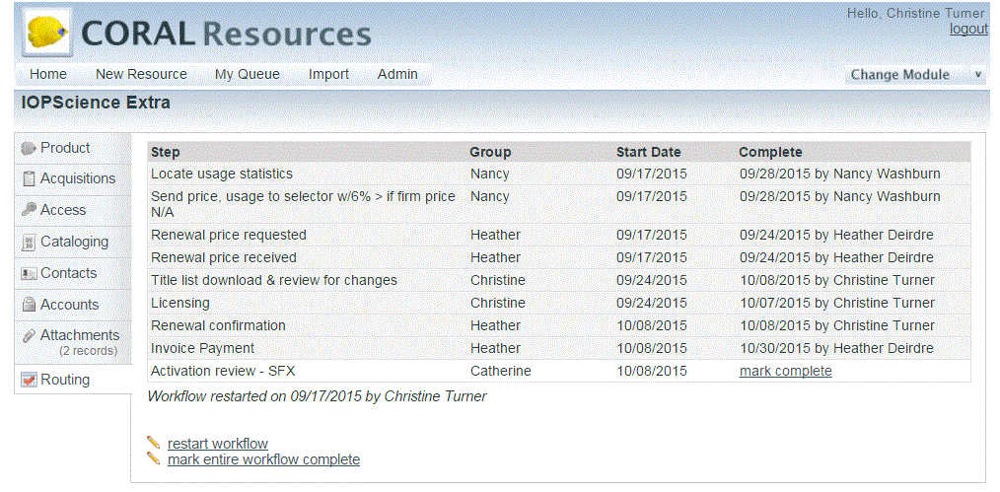 CORAL Resources
Hello, Christine Turner
logout
Home New Resource My Queue Import Admin
Change Module v
IOPScience Extra
Product
Acquisitions
Access
Cataloging
Contacts
Accounts
Attachments
(2 records)
Routing
Step Group Start Date Complete
Locate usage statistics Nancy 09/17/2015 09/28/2015 by Nancy Washburn
Send price, usage to selector w/6% > if firm price Nancy 09/17/2015 09/28/2015 by Nancy Washburn
N/A
Renewal price requested Heather 09/17/2015 09/24/2015 by Heather Deirdre
Renewal price received Heather 09/17/2015 09/24/2015 by Heather Deirdre
Title list download & review for changes Christine 09/24/2015 10/08/2015 by Christine Turner
Licensing Christine 09/24/2015 10/07/2015 by Christine Turner
Renewal confirmation Heather 10/08/2015 10/08/2015 by Christine Turner
Invoice Payment Heather 10/08/2015 10/30/2015 by Heather Deirdre
Activation review - SFX Catherine 10/08/2015 mark complete
Workflow restarted on 09/17/2015 by Christine Turner
restart workflow
mark entire workflow complete